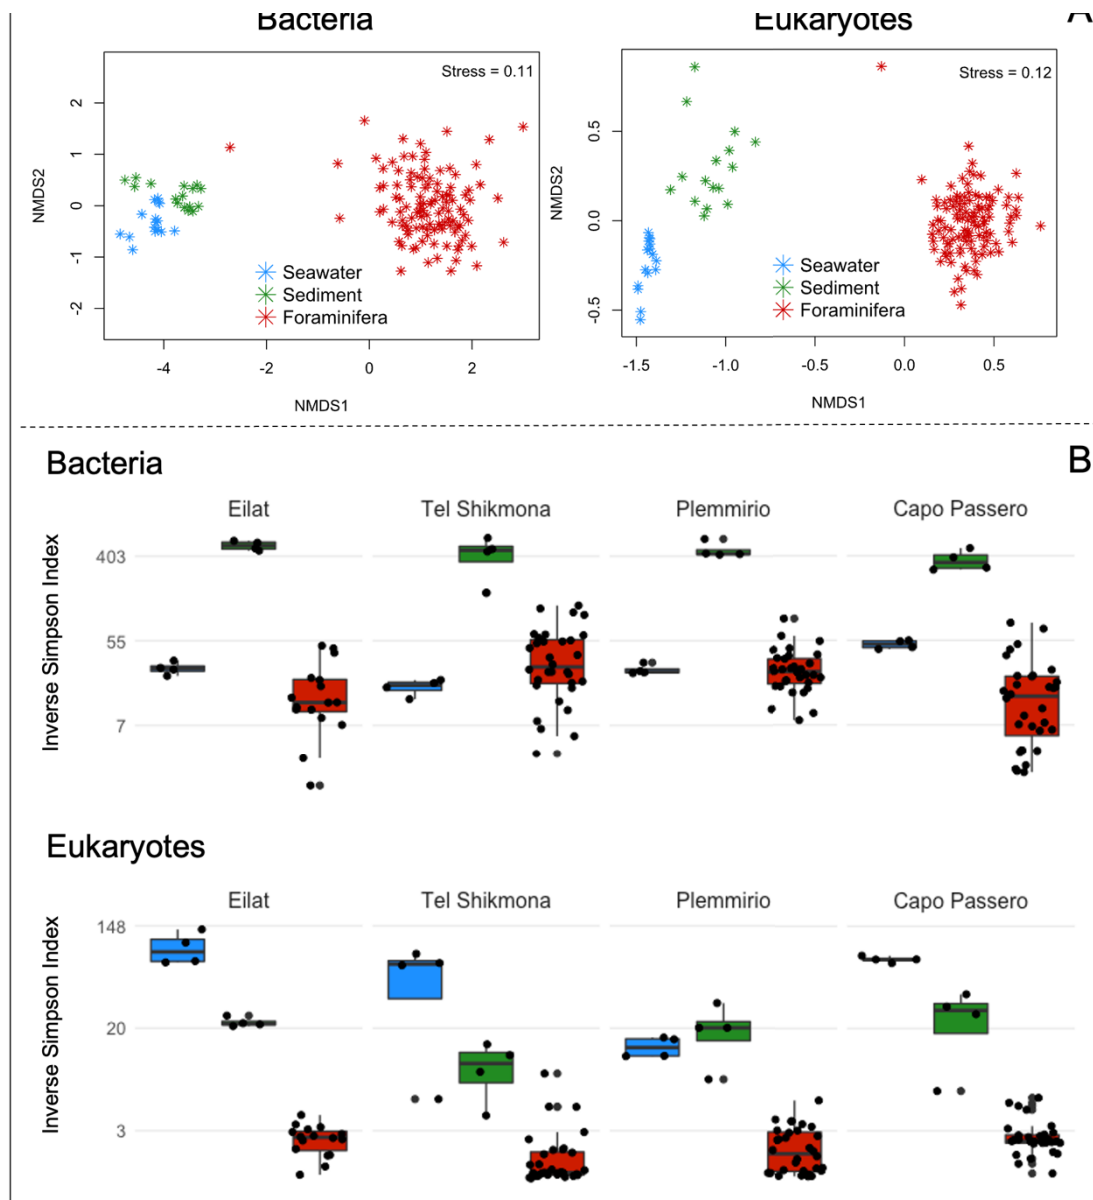 Bacteria
Eukaryotes
A
Stress = 0.11
Stress = 0.12
NMDS2
2
1
0
-1
-2
Seawater
Sediment
Foraminifera
-4
-2
0
2
NMDS1
NMDS2
0.5
0.0
-0.5
Seawater
Sediment
Foraminifera
-1.5
-1.0
-0.5
0.0
0.5
NMDS1
Bacteria
B
Eilat
Tel Shikmona
Plemmirio
Capo Passero
Inverse Simpson Index
403
55
7
Eukaryotes
Eilat
Tel Shikmona
Plemmirio
Capo Passero
Inverse Simpson Index
148
20
3